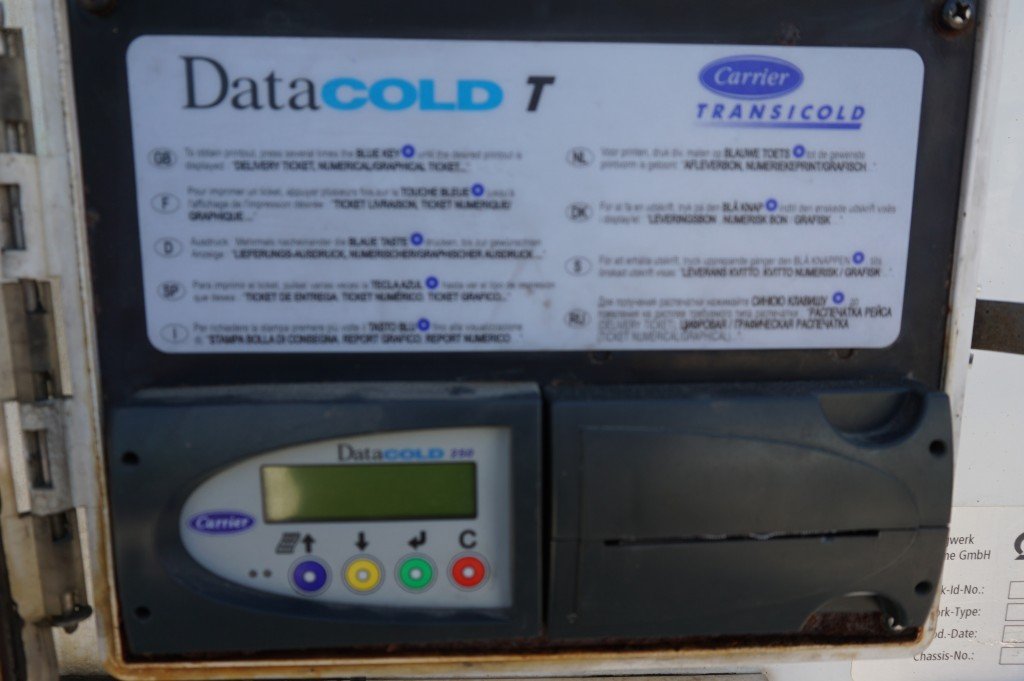 DataCOLD T
Carrier
TRANSICOLD
GB To obtain printout, press several times the BLUE KEY until the desired printout is
displayed: "DELIVERY TICKET, NUMERICAL/GRAPHICAL TICKET..."
F Pour imprimer un ticket, appuyer plusieurs fois sur la TOUCHE BLEUE jusqu'à
l'affichage de l'impression désirée: "TICKET LIVRAISON, TICKET NUMERIQUE/
GRAPHIQUE..."
D Ausdruck: Mehrmals nacheinander die BLAUE TASTE drucken, bis zur gewünschten
Anzeige: "LIEFERUNGS-AUSDRUCK, NUMERISCHER/GRAPHISCHER AUSDRUCK..."
SP Para imprimir el ticket, pulsar varias veces la TECLA AZUL hasta ver el tipo de impresión
que desea: "TICKET DE ENTREGA, TICKET NUMÉRICO, TICKET GRAFICO..."
I Per richiedere la stampa premere più volte il TASTO BLU fino alla visualizzazione
"STAMPA BOLLA DI CONSEGNA, REPORT GRAFICO, REPORT NUMERICO
NL Voor printen, druk div. malen op BLAUWE TOETS tot de gewenste
printvorm is gebeurt: "AFLEVERBON, NUMERIEKEPRINT/GRAFISCH
DK For at få en udskrift, tryk på den BLÅ KNAP indtil den ønskede udskrift vises
i displayet: "LEVERINGSBON NUMERISK BON GRAFISK
S För att erhålla utskrift, tryck upprepande gånger den BLÅ KNAPPEN tills
önskad utskrift visas: "LEVERANS KVITTO, KVITTO NUMERISK / GRAFISK
RU Для получения распечатки нажимайте СИНЮЮ КЛАВИШУ до
появления на дисплее требуемого типа распечатки: "РАСПЕЧАТКА РЕЙСА
(DELIVERY TICKET), ЦИФРОВАЯ / ГРАФИЧЕСКАЯ РАСПЕЧАТКА
(TICKET NUMERICAL/GRAPHICAL)
DataCOLD 250
Carrier
C
werk
ne GmbH
k-Id-No.:
rk-Type:
d.-Date:
Chassis-No.: